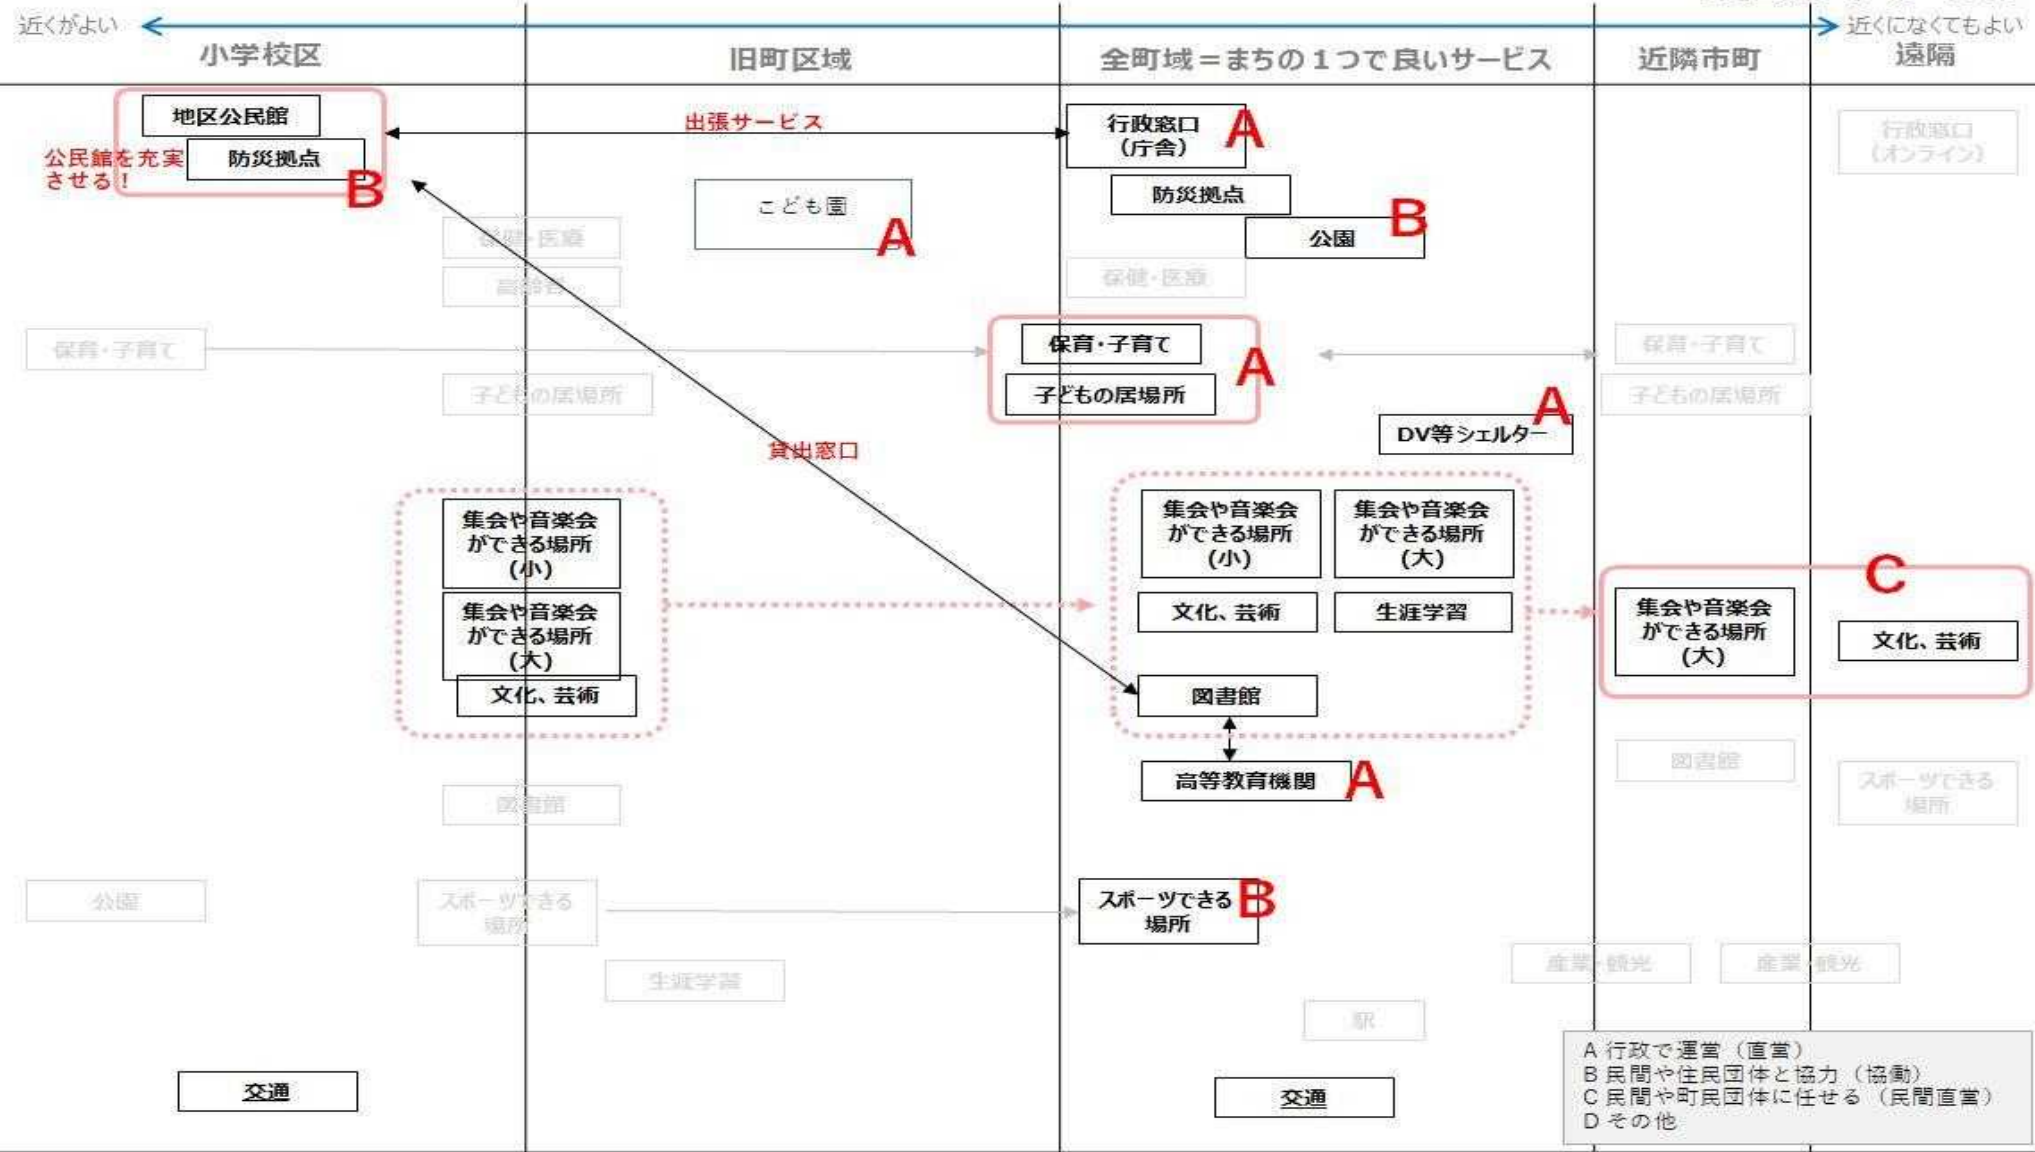 近くがよい
近くになくてもよい
小学校区
旧町区域
全町域＝まちの１つで良いサービス
近隣市町
遠隔
地区公民館
防災拠点
公民館を充実
させる！
B
出張サービス
行政窓口
（庁舎）
A
行政窓口
（オンライン）
こども園
A
防災拠点
公園
B
保健・医療
高齢者
保健・医療
保育・子育て
子どもの居場所
保育・子育て
子どもの居場所
A
保育・子育て
子どもの居場所
DV等シェルター
A
貸出窓口
集会や音楽会
ができる場所
(小)
集会や音楽会
ができる場所
(大)
文化、芸術
集会や音楽会
ができる場所
(小)
集会や音楽会
ができる場所
(大)
文化、芸術
生涯学習
図書館
C
集会や音楽会
ができる場所
(大)
文化、芸術
高等教育機関
A
図書館
図書館
スポーツできる
場所
公園
スポーツできる
場所
スポーツできる
場所
B
生涯学習
産業・観光
産業・観光
駅
交通
交通
A 行政で運営（直営）
B 民間や住民団体と協力（協働）
C 民間や町民団体に任せる（民間直営）
D その他